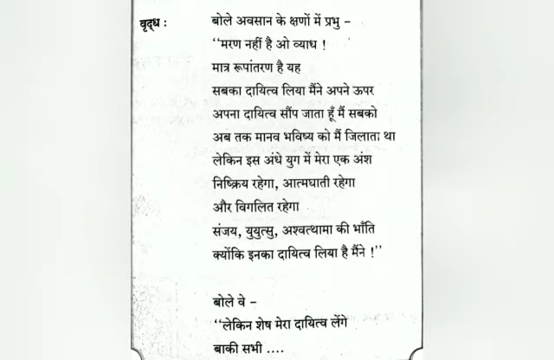 वृद्ध : बोले अवसान के क्षणों में प्रभु –
‘‘मरण नहीं है ओ व्याध !
मात्र रूपांतरण है यह
सबका दायित्व लिया मैंने अपने ऊपर
अपना दायित्व सौंप जाता हूँ मैं सबको
अब तक मानव भविष्य को मैं जिलाता था
लेकिन इस अंधे युग में मेरा एक अंश
निष्क्रिय रहेगा, आत्मघाती रहेगा
और विगलित रहेगा
संजय, युयुत्सु, अश्वत्थामा की भाँति
क्योंकि इनका दायित्व लिया है मैंने !’’
बोले वे –
‘‘लेकिन शेष मेरा दायित्व लेंगे
बाकी सभी ....